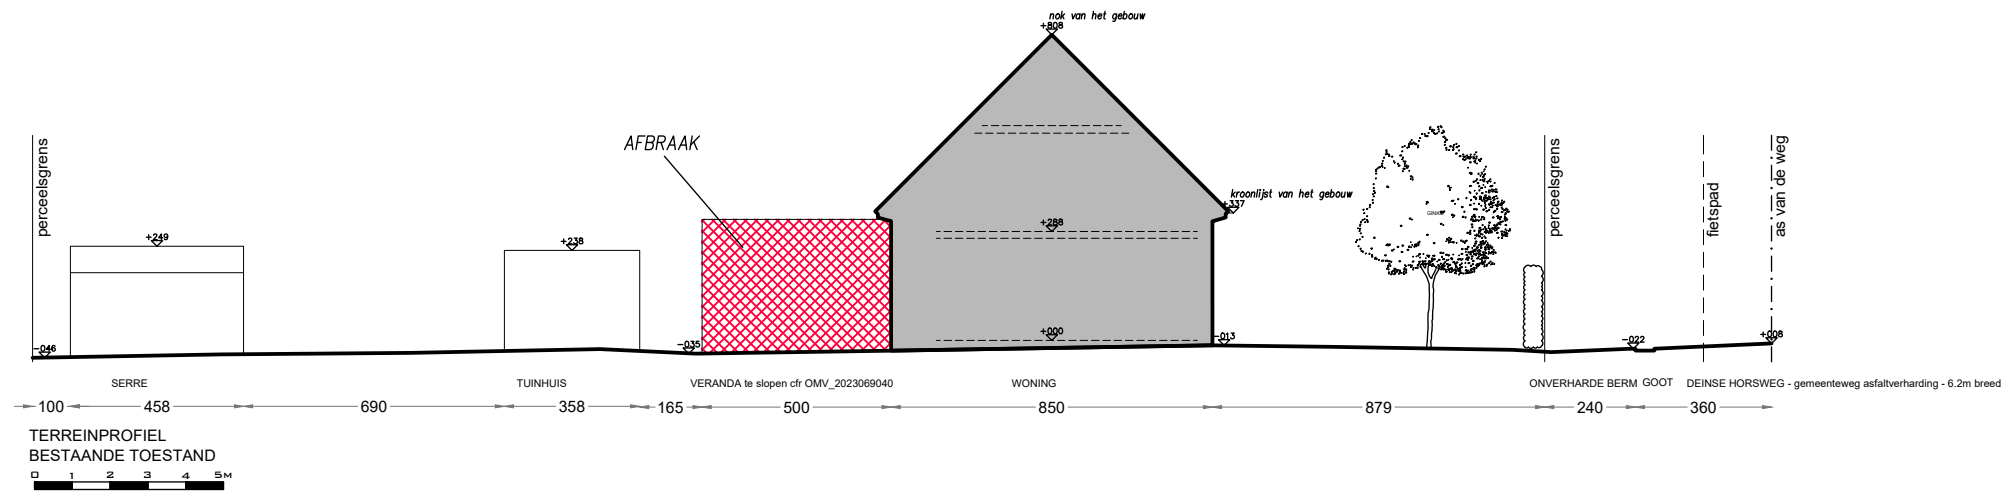 nok van het gebouw
+808
AFBRAAK
perceelsgrens
perceelsgrens
fietspad
as van de weg
kroonlijst van het gebouw
+337
GINKO
+288
+249
+238
+000
-046
-035
-013
-022
+008
SERRE TUINHUIS VERANDA te slopen cfr OMV_2023069040 WONING ONVERHARDE BERM GOOT DEINSE HORSWEG - gemeenteweg asfaltverharding - 6.2m breed
100 458 690 358 165 500 850 879 240 360
TERREINPROFIEL
BESTAANDE TOESTAND
0 1 2 3 4 5M